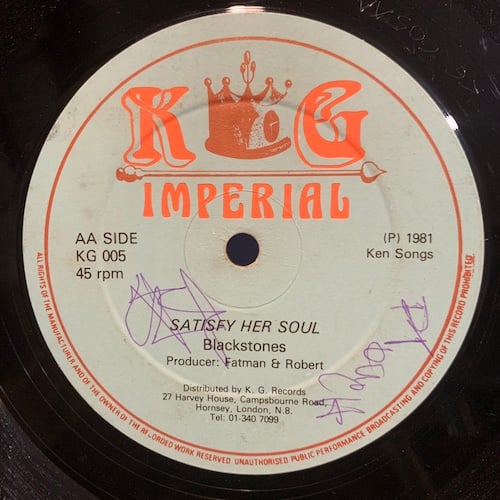 K G
IMPERIAL
AA SIDE
KG 005
45 rpm
(P) 1981
Ken Songs
SATISFY HER SOUL
Blackstones
Producer: Fatman & Robert
Distributed by K. G. Records
27 Harvey House, Campsbourne Road,
Hornsey, London, N.8.
Tel: 01-340 7099
ALL RIGHTS OF THE MANUFACTURER AND OF THE OWNER OF THE RECORDED WORK RESERVED. UNAUTHORISED PUBLIC PERFORMANCE BROADCASTING AND COPYING OF THIS RECORD PROHIBITED